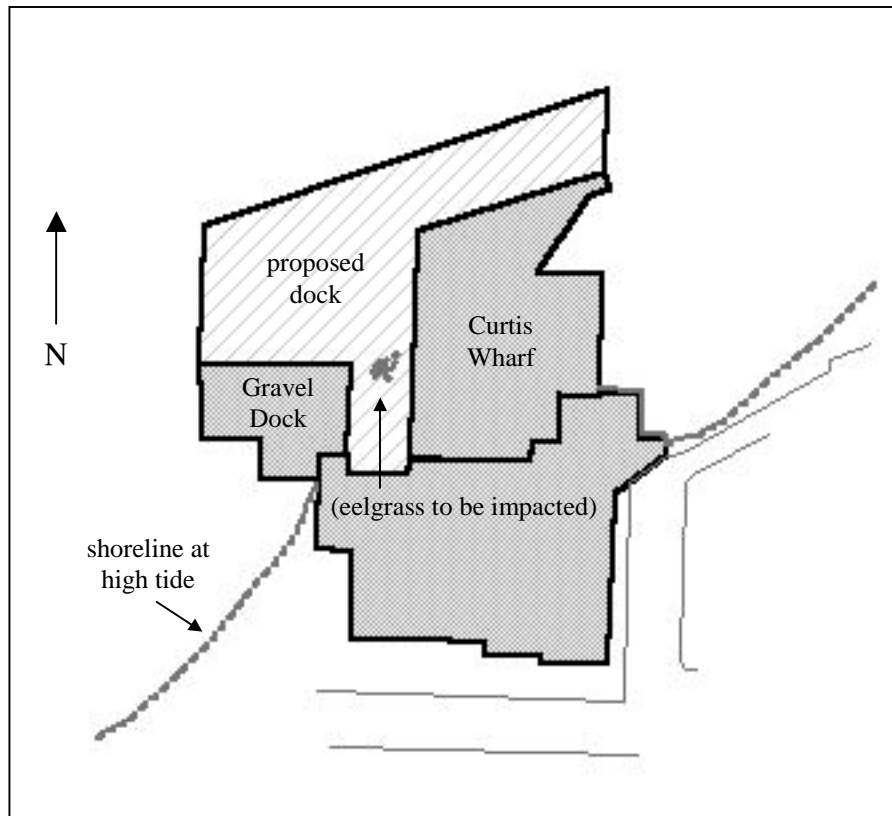 proposed
dock
N
Curtis
Wharf
Gravel
Dock
(eelgrass to be impacted)
shoreline at
high tide